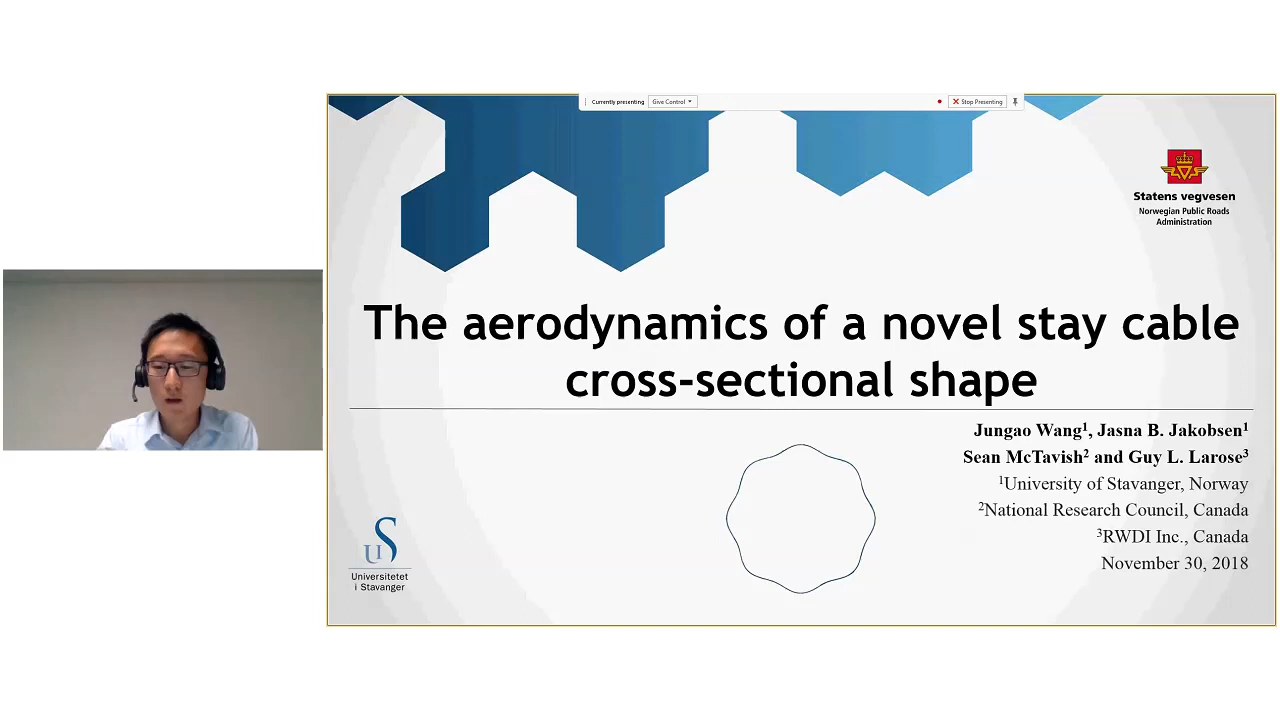 Currently presenting Give Control Stop Presenting
Statens vegvesen
Norwegian Public Roads
Administration
The aerodynamics of a novel stay cable
cross-sectional shape
Jungao Wang¹, Jasna B. Jakobsen¹
Sean McTavish² and Guy L. Larose³
¹University of Stavanger, Norway
²National Research Council, Canada
³RWDI Inc., Canada
November 30, 2018
US
Universitetet
i Stavanger